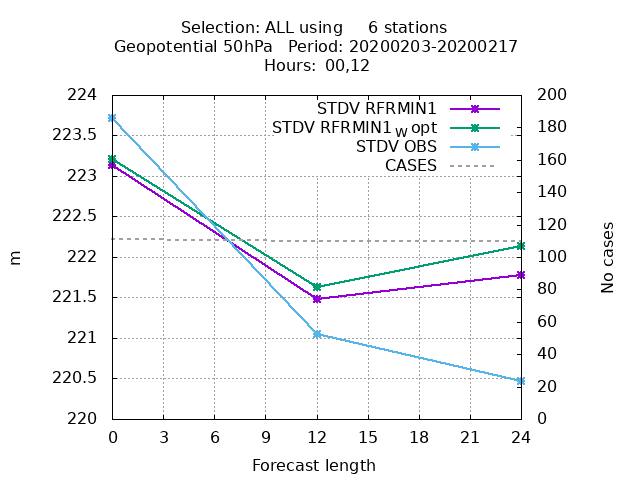 Selection: ALL using     6 stations
Geopotential 50hPa   Period: 20200203-20200217
Hours: 00,12
224 200
STDV RFRMIN1
223.5 180
STDV RFRMIN1_w opt
STDV OBS
223 160
CASES
222.5 140
120
222 100
221.5 80
221 60
40
220.5 20
220 0
m
No cases
0 3 6 9 12 15 18 21 24
Forecast length